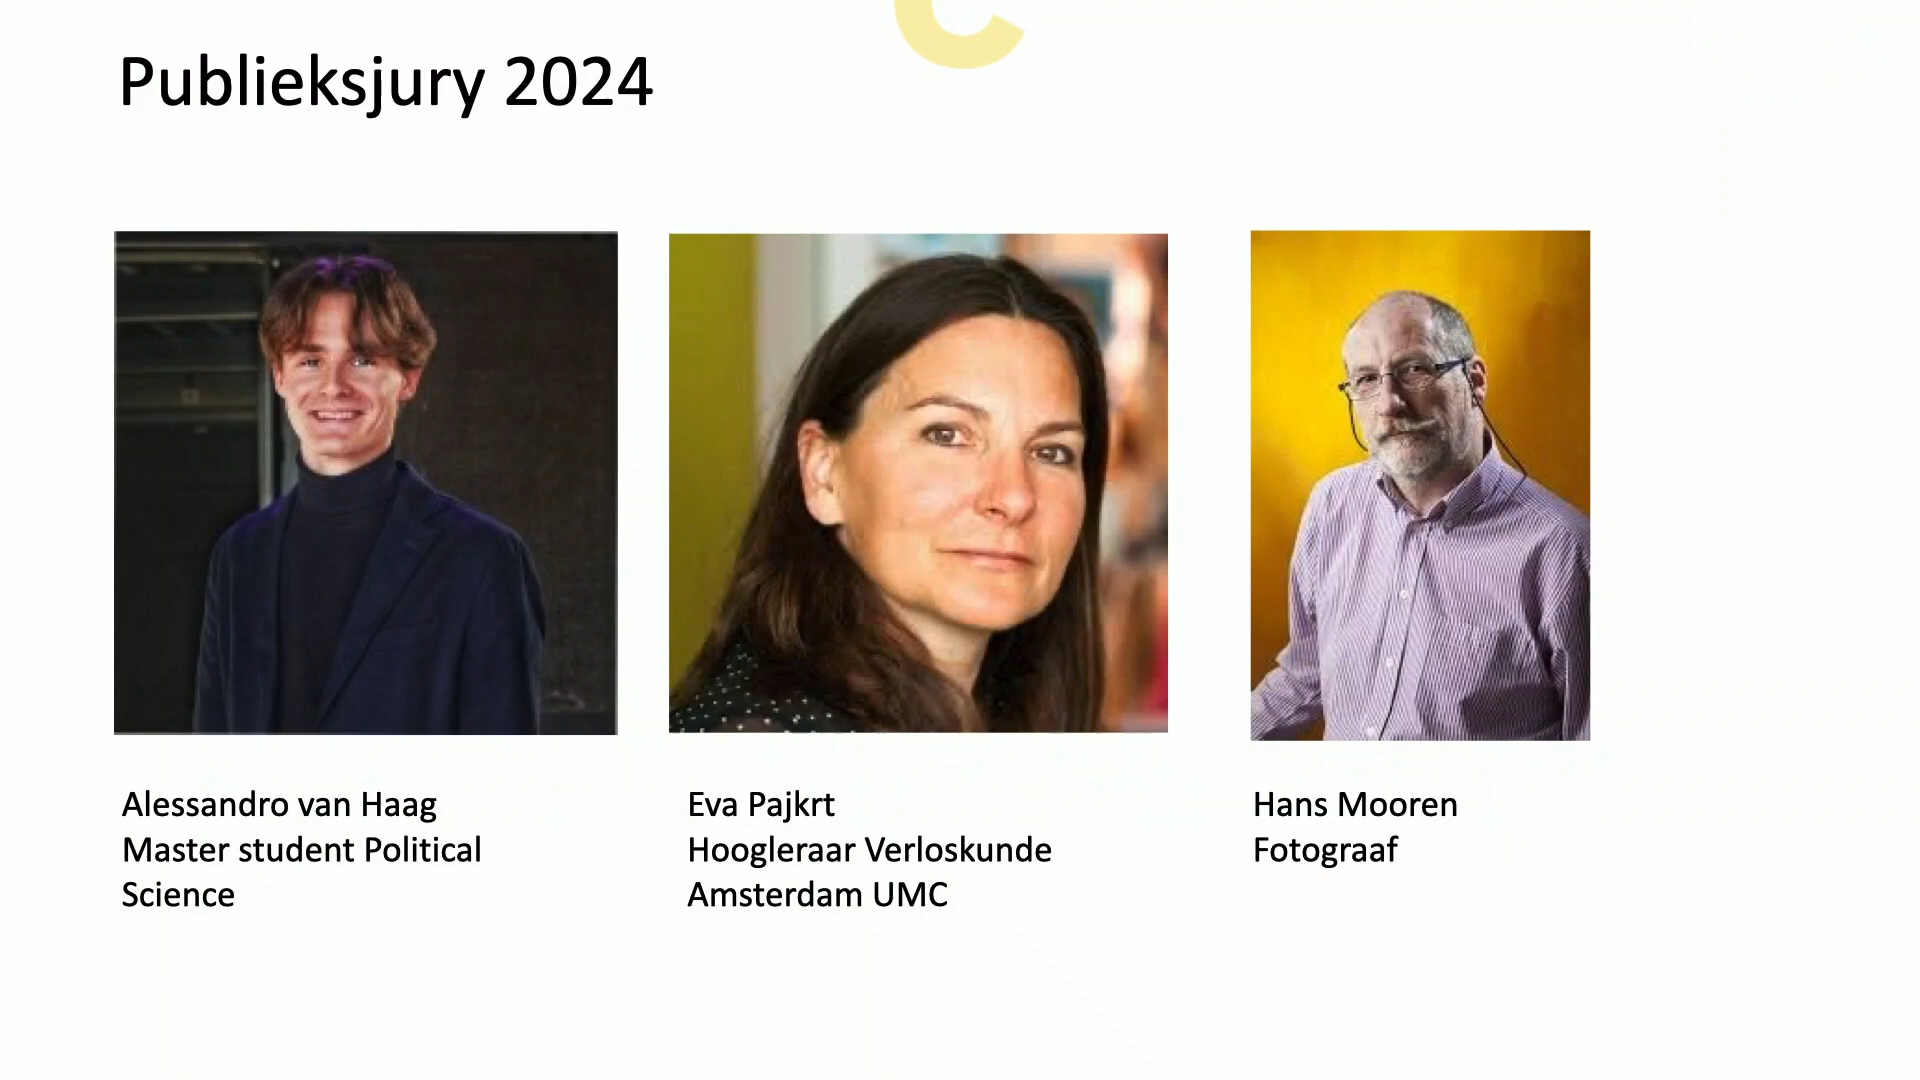 Publieksjury 2024
Alessandro van Haag
Master student Political
Science
Eva Pajkrt
Hoogleraar Verloskunde
Amsterdam UMC
Hans Mooren
Fotograaf